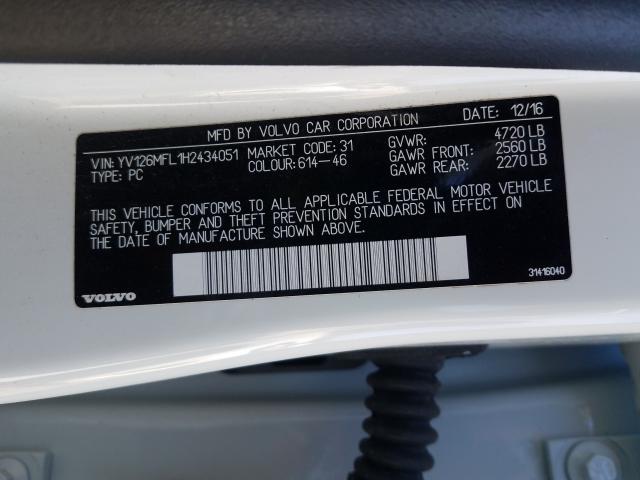 MFD BY VOLVO CAR CORPORATION DATE: 12/16
VIN: YV126MFL1H2434051 MARKET CODE: 31 GVWR: 4720 LB
TYPE: PC COLOUR: 614-46 GAWR FRONT: 2560 LB
GAWR REAR: 2270 LB
THIS VEHICLE CONFORMS TO ALL APPLICABLE FEDERAL MOTOR VEHICLE
SAFETY, BUMPER AND THEFT PREVENTION STANDARDS IN EFFECT ON
THE DATE OF MANUFACTURE SHOWN ABOVE.
31416040
VOLVO